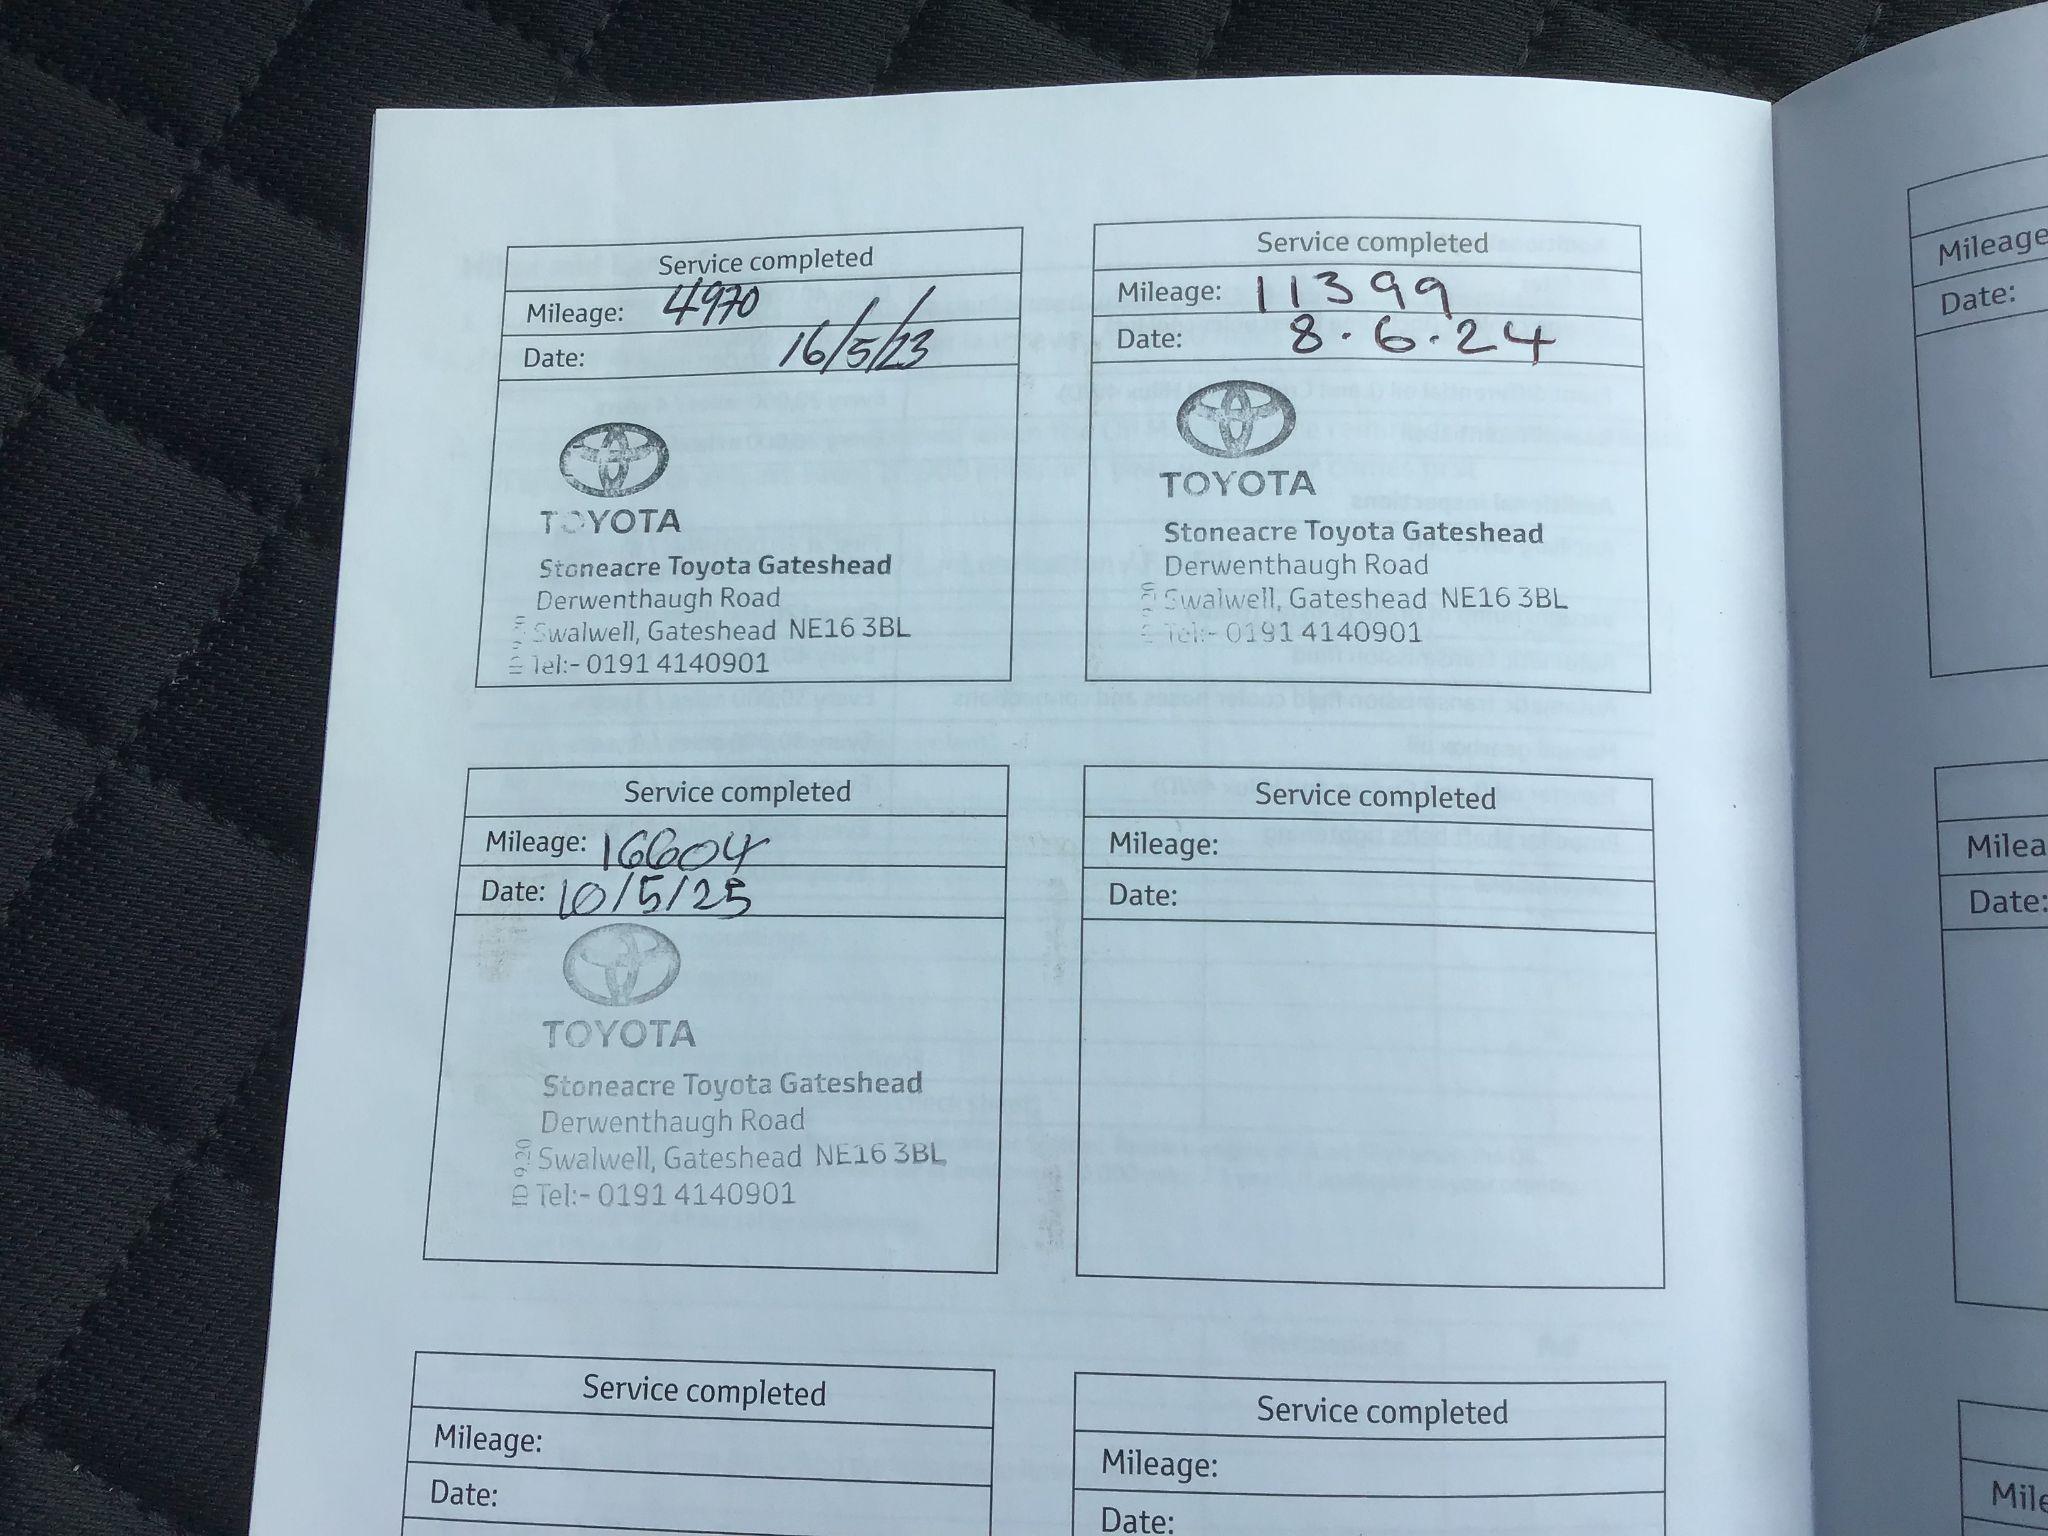 Service completed
Mileage: 4970
Date: 16/5/23
TOYOTA
Stoneacre Toyota Gateshead
Derwenthaugh Road
Swalwell, Gateshead NE16 3BL
Tel:- 0191 4140901
Service completed
Mileage: 11399
Date: 8.6.24
TOYOTA
Stoneacre Toyota Gateshead
Derwenthaugh Road
Swalwell, Gateshead NE16 3BL
Tel:- 0191 4140901
Service completed
Mileage: 16604
Date: 10/5/25
TOYOTA
Stoneacre Toyota Gateshead
Derwenthaugh Road
Swalwell, Gateshead NE16 3BL
Tel:- 0191 4140901
Service completed
Mileage:
Date:
Service completed
Mileage:
Date:
Service completed
Mileage:
Date:
Mileage
Date:
Milea
Date:
Mile